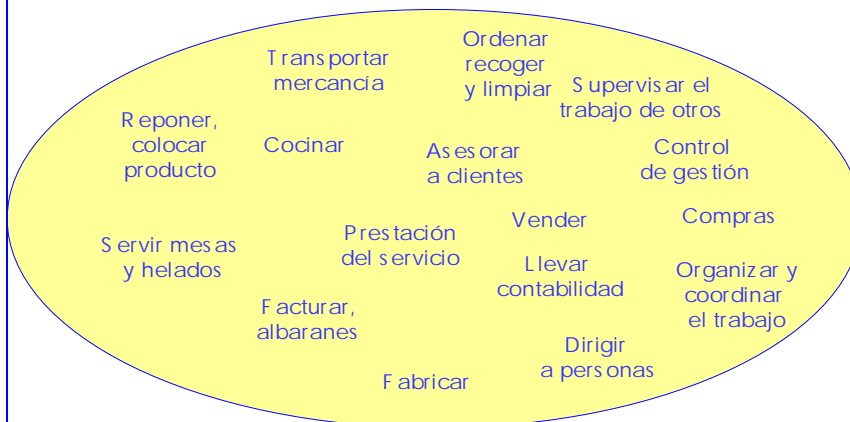 Transportar
mercancía
Ordenar
recoger
y limpiar
Supervisar el
trabajo de otros
Reponer,
colocar
producto
Cocinar
Asesorar
a clientes
Control
de gestión
Servir mesas
y helados
Prestación
del servicio
Vender
Compras
Llevar
contabilidad
Organizar y
coordinar
el trabajo
Facturar,
albaranes
Dirigir
a personas
Fabricar